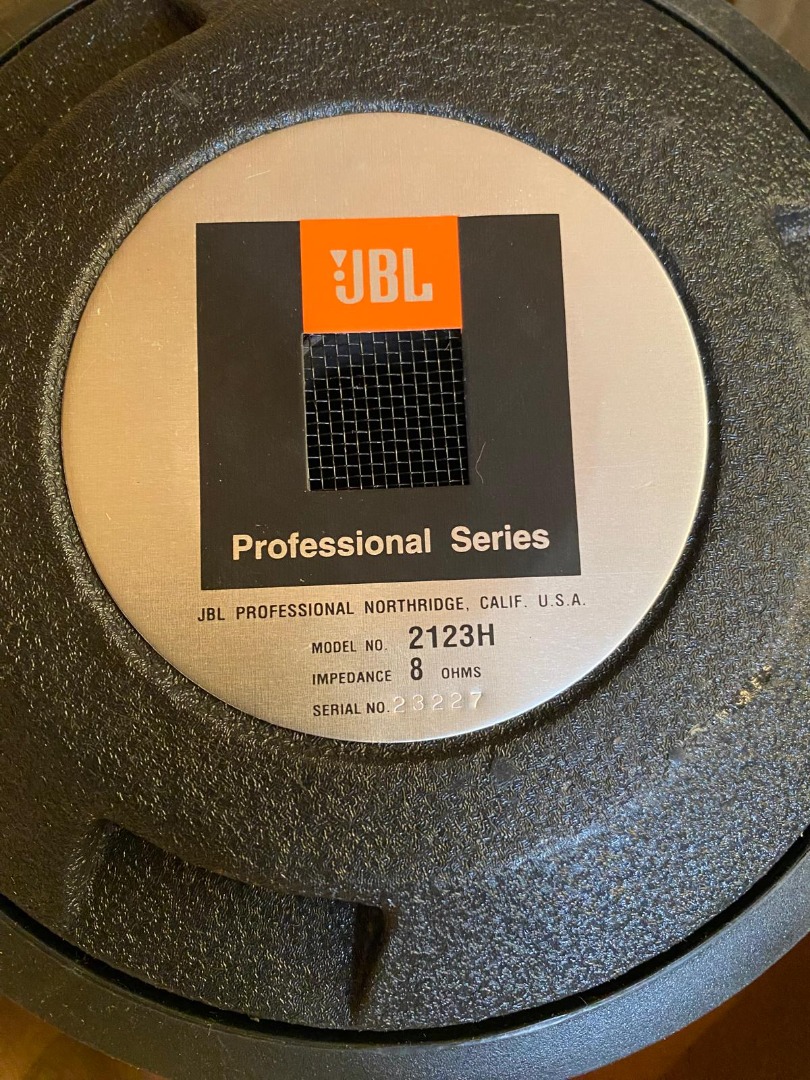 JBL
Professional Series
JBL PROFESSIONAL NORTHRIDGE, CALIF. U.S.A.
MODEL NO. 2123H
IMPEDANCE 8 OHMS
SERIAL NO. 23227